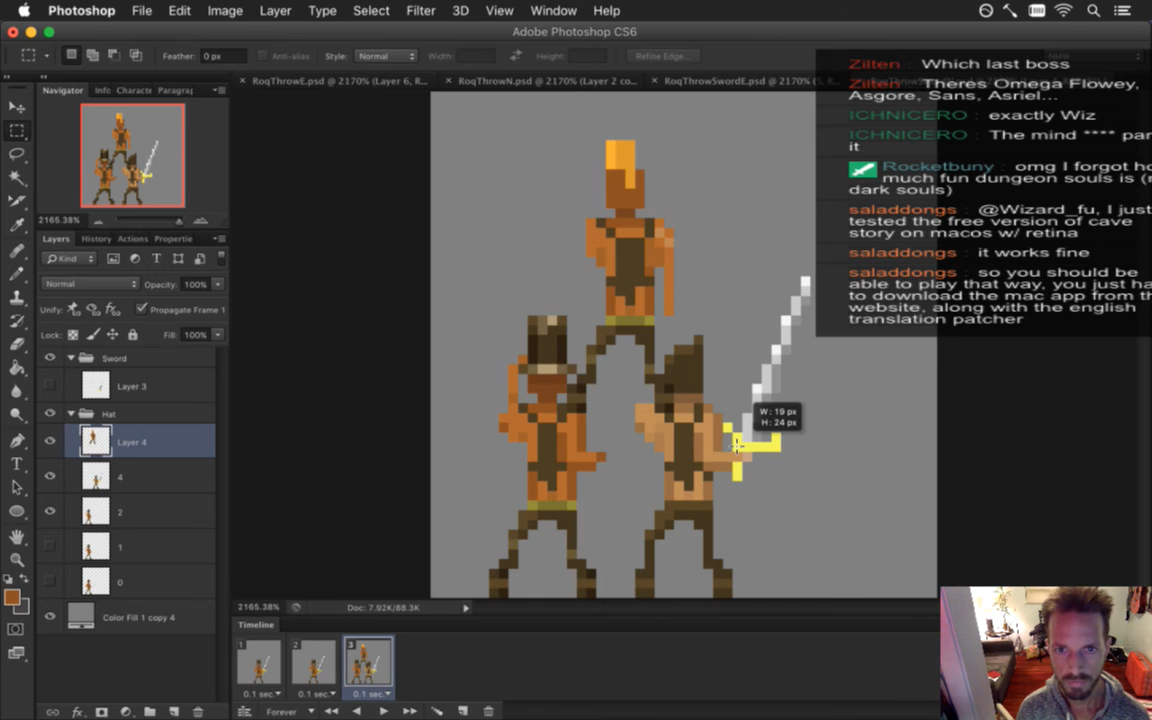 Photoshop File Edit Image Layer Type Select Filter 3D View Window Help
Adobe Photoshop CS6
Feather: 0 px Anti-alias Style: Normal Width: Height: Refine Edge...
RoqThrowE.psd @ 2170% (Layer 6, R... RoqThrowN.psd @ 2170% (Layer 2 co... RoqThrowSwordE.psd @ 2170% (5, R...
Navigator Info Characte Paragra
2165.38%
Layers History Actions Propertie
Kind
Normal Opacity: 100%
Unify: Propagate Frame 1
Lock: Fill: 100%
Sword
Layer 3
Hat
Layer 4
4
2
1
0
Color Fill 1 copy 4
W: 19 px
H: 24 px
Zilten : Which last boss
Zilten : Theres Omega Flowey,
Asgore, Sans, Asriel...
ICHNICERO : exactly Wiz
ICHNICERO : The mind **** par
it
Rocketbuny : omg I forgot ho
much fun dungeon souls is (r
dark souls)
saladdongs : @Wizard_fu, I just
tested the free version of cave
story on macos w/ retina
saladdongs : it works fine
saladdongs : so you should be
able to play that way, you just ha
to download the mac app from th
website, along with the english
translation patcher
2165.38% Doc: 7.92K/88.3K
Timeline
1 2 3
0.1 sec. 0.1 sec. 0.1 sec.
Forever